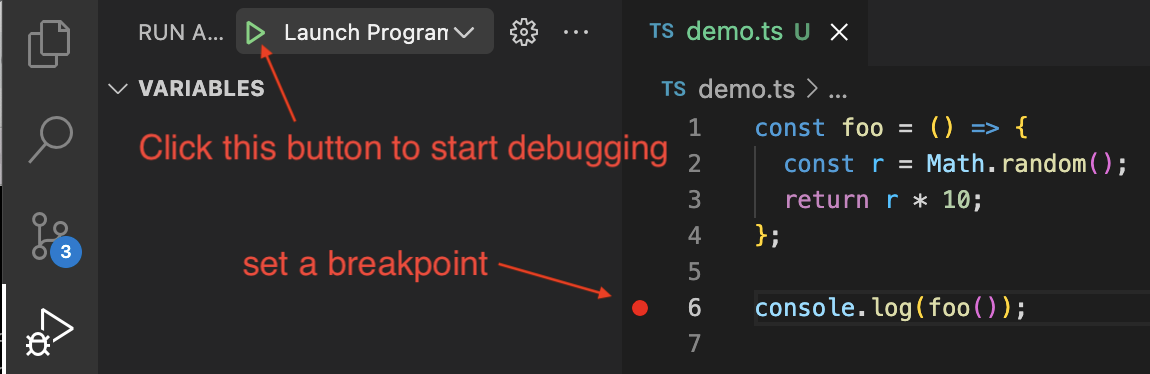 RUN A... Launch Program
VARIABLES
Click this button to start debugging
set a breakpoint
3
TS demo.ts U
TS demo.ts > ...
1 const foo = () => {
2 const r = Math.random();
3 return r * 10;
4 };
5
6 console.log(foo());
7